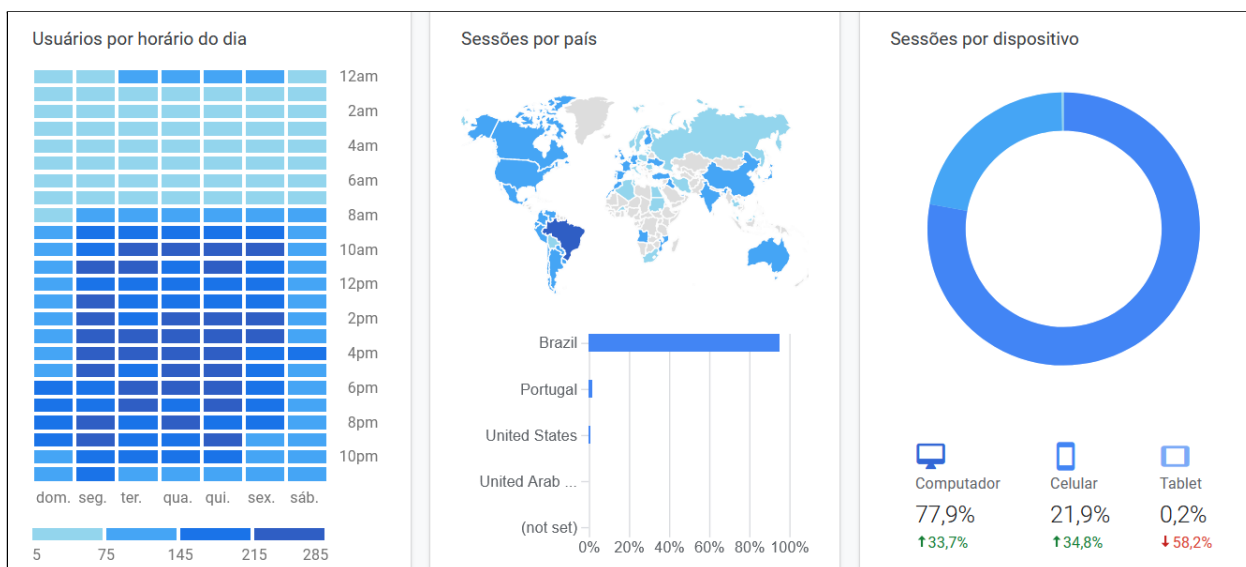 Usuários por horário do dia
12am
2am
4am
6am
8am
10am
12pm
2pm
4pm
6pm
8pm
10pm
dom. seg. ter. qua. qui. sex. sáb.
5 75 145 215 285
Sessões por país
Brazil
Portugal
United States
United Arab ...
(not set)
0% 20% 40% 60% 80% 100%
Sessões por dispositivo
Computador Celular Tablet
77,9% 21,9% 0,2%
↑33,7% ↑34,8% ↓58,2%